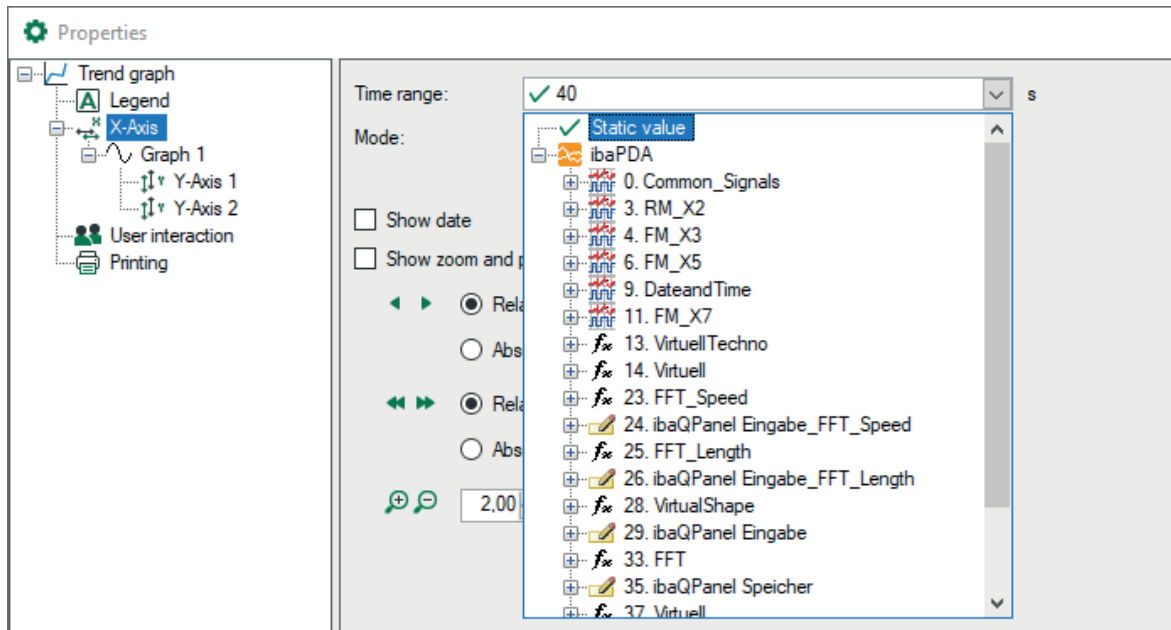 Properties
Trend graph
Legend
X-Axis
Graph 1
Y-Axis 1
Y-Axis 2
User interaction
Printing
Time range:
40
s
Mode:
Static value
ibaPDA
0. Common_Signals
3. RM_X2
4. FM_X3
6. FM_X5
9. DateandTime
11. FM_X7
13. VirtuellTechno
14. Virtuell
23. FFT_Speed
24. ibaQPanel Eingabe_FFT_Speed
25. FFT_Length
26. ibaQPanel Eingabe_FFT_Length
28. VirtualShape
29. ibaQPanel Eingabe
33. FFT
35. ibaQPanel Speicher
37. Virtuell
Show date
Show zoom and p
Rela
Abs
Rela
Abs
2,00